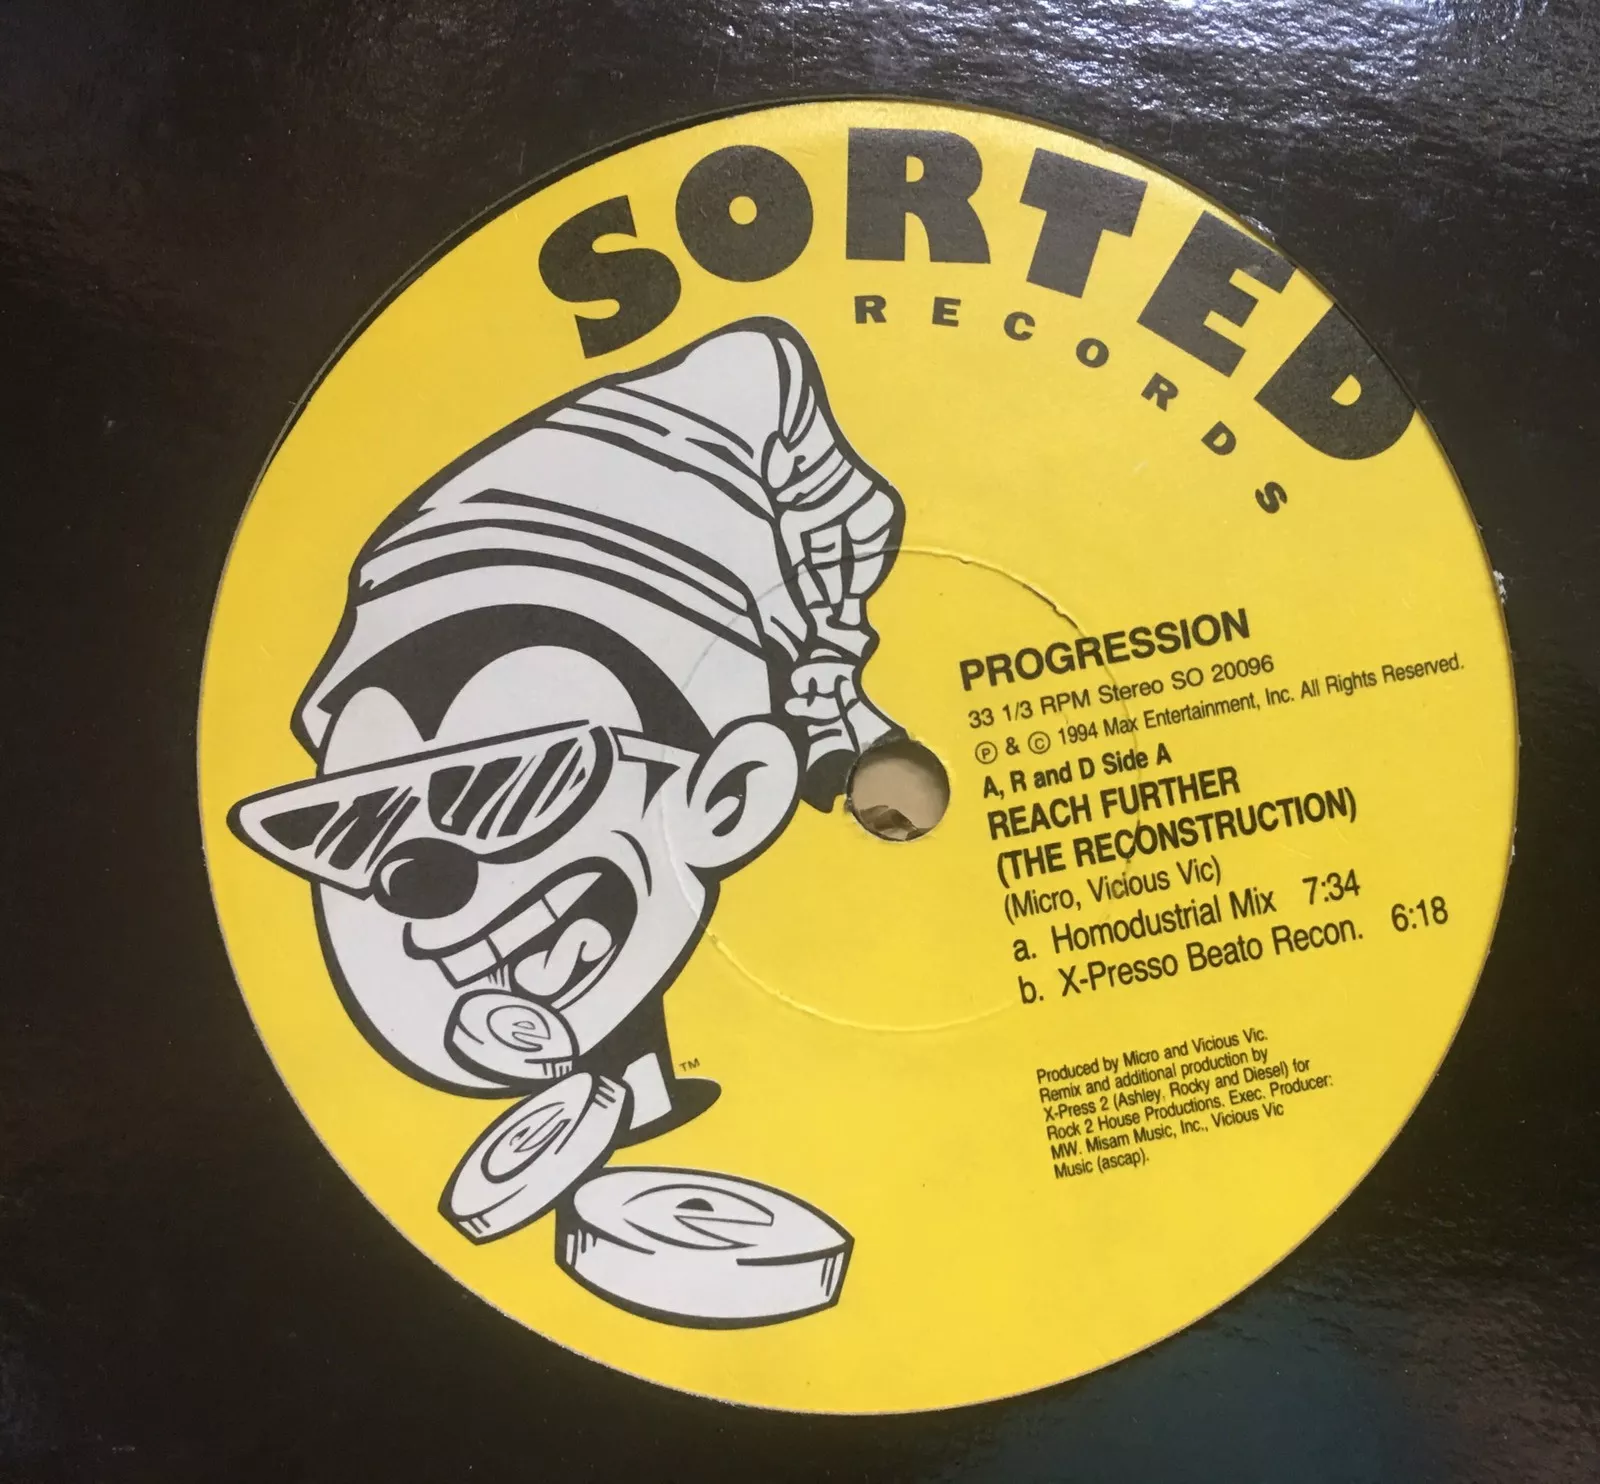 SORTED
RECORDS
PROGRESSION
33 1/3 RPM Stereo SO 20096
℗ & © 1994 Max Entertainment, Inc. All Rights Reserved.
A, R and D Side A
REACH FURTHER
(THE RECONSTRUCTION)
(Micro, Vicious Vic)
a. Homodustrial Mix 7:34
b. X-Presso Beato Recon. 6:18
Produced by Micro and Vicious Vic.
Remix and additional production by
X-Press 2 (Ashley, Rocky and Diesel) for
Rock 2 House Productions. Exec. Producer:
MW. Misam Music, Inc., Vicious Vic
Music (ascap).
e
e
e
TM